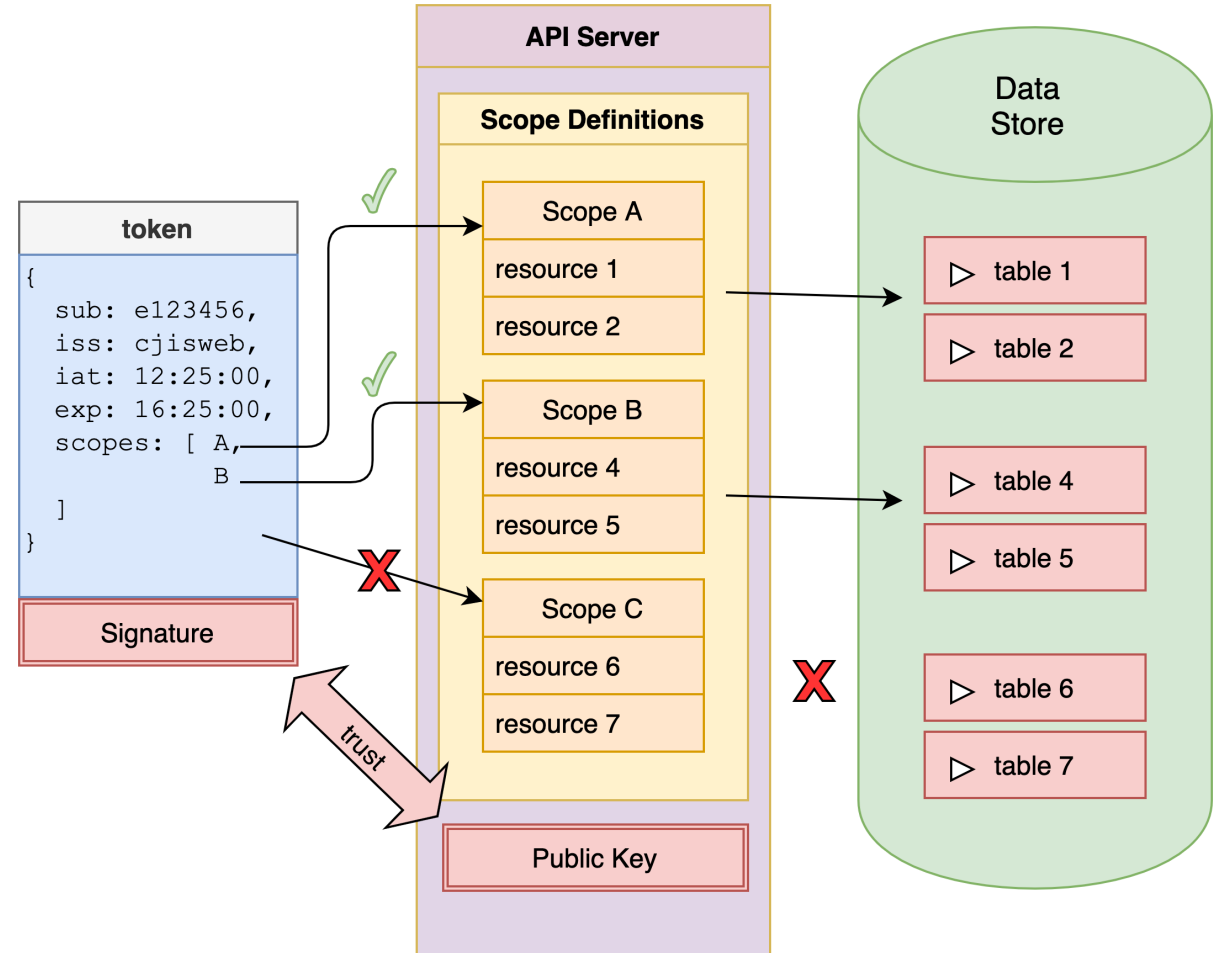 API Server
Scope Definitions
Data
Store
token
{
sub: e123456,
iss: cjisweb,
iat: 12:25:00,
exp: 16:25:00,
scopes: [ A,
B
]
}
Signature
trust
Scope A
resource 1
resource 2
Scope B
resource 4
resource 5
Scope C
resource 6
resource 7
Public Key
table 1
table 2
table 4
table 5
table 6
table 7
X
X